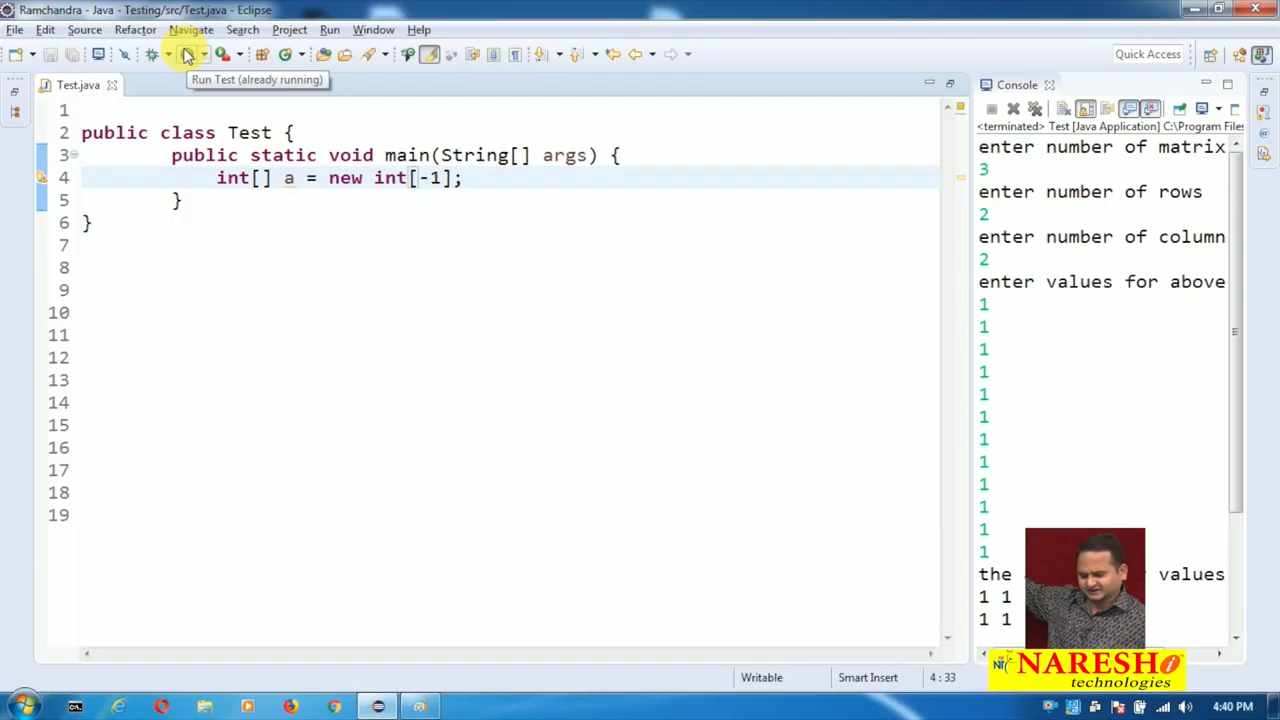 Ramchandra - Java - Testing/src/Test.java - Eclipse
File Edit Source Refactor Navigate Search Project Run Window Help
Quick Access
Run Test (already running)
Test.java
1
2 public class Test {
3 public static void main(String[] args) {
4 int[] a = new int[-1];
5 }
6 }
7
8
9
10
11
12
13
14
15
16
17
18
19
Console
<terminated> Test [Java Application] C:\Program Files
enter number of matrix
3
enter number of rows
2
enter number of column
2
enter values for above
1
1
1
1
1
1
1
1
1
1
1
1
the values
1 1
1 1
NARESH i
technologies
Writable Smart Insert 4 : 33
4:40 PM